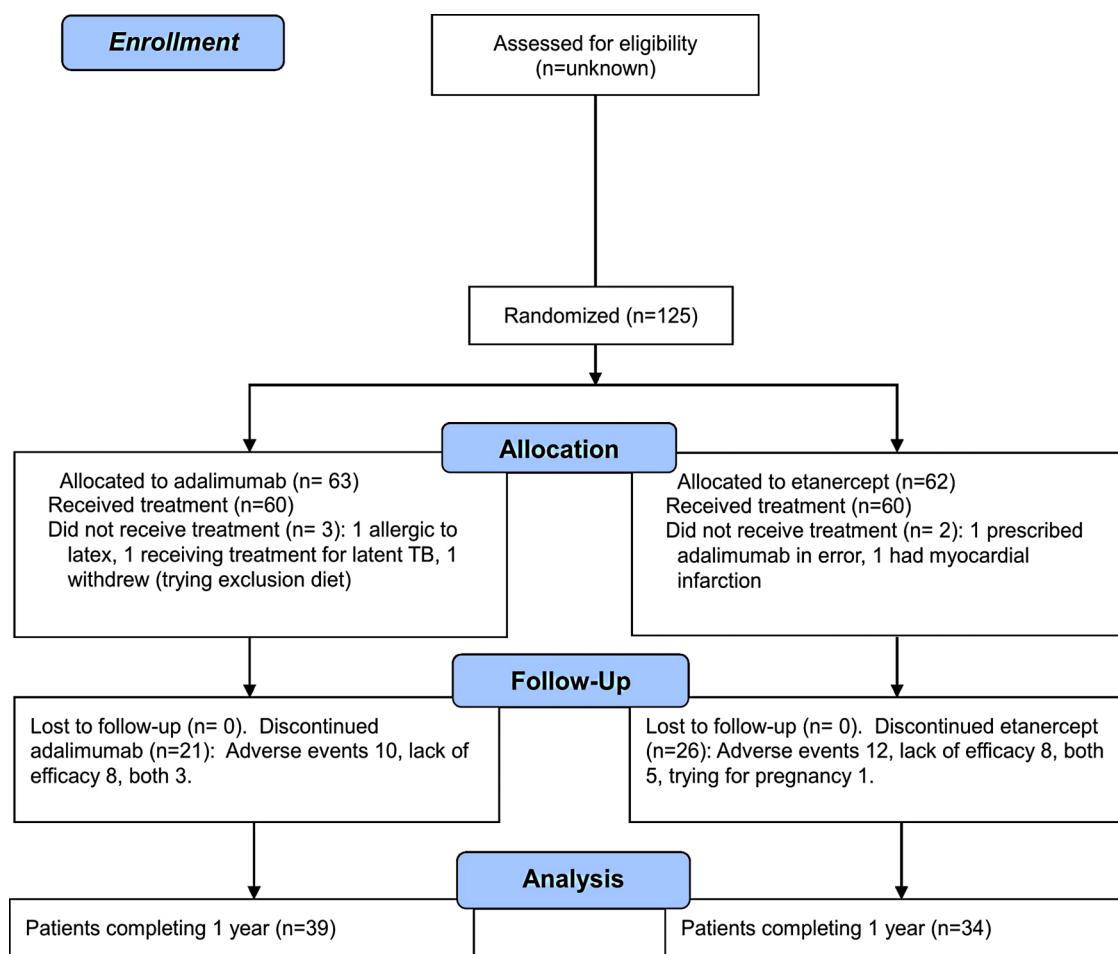 Enrollment
Assessed for eligibility
(n=unknown)
Randomized (n=125)
Allocation
Allocated to adalimumab (n= 63)
Received treatment (n=60)
Did not receive treatment (n= 3): 1 allergic
to latex, 1 receiving treatment for latent TB, 1
withdrew (trying exclusion diet)
Allocated to etanercept (n=62)
Received treatment (n=60)
Did not receive treatment (n= 2): 1 prescribed
adalimumab in error, 1 had myocardial
infarction
Follow-Up
Lost to follow-up (n= 0).  Discontinued
adalimumab (n=21):  Adverse events 10, lack of
efficacy 8, both 3.
Lost to follow-up (n= 0).  Discontinued etanercept
(n=26): Adverse events 12, lack of efficacy 8, both
5, trying for pregnancy 1.
Analysis
Patients completing 1 year (n=39)
Patients completing 1 year (n=34)